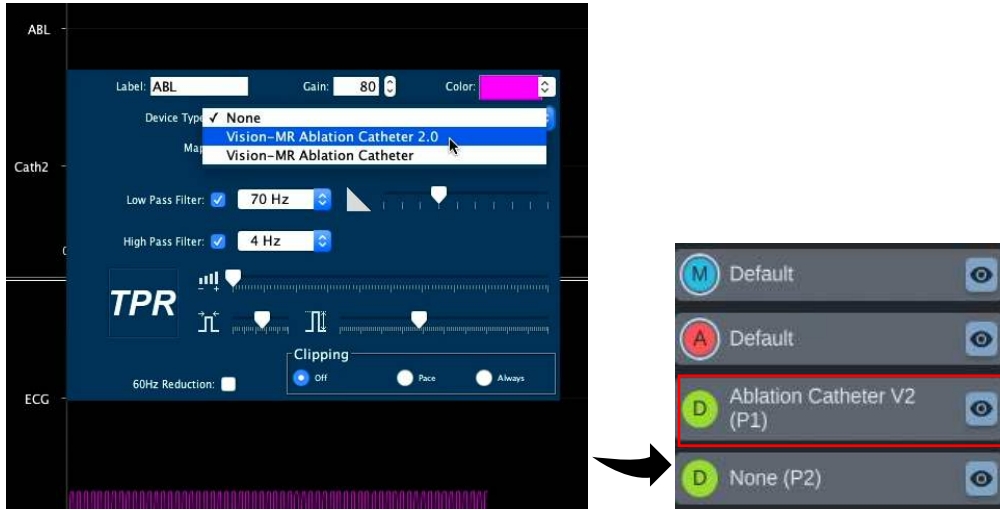 ABL
Label: ABL Gain: 80 Color:
Device Type ✓ None
Vision-MR Ablation Catheter 2.0
Map
Vision-MR Ablation Catheter
Cath2
Low Pass Filter: 70 Hz
High Pass Filter: 4 Hz
TPR
Clipping
Off Pace Always
60Hz Reduction:
ECG
M Default
A Default
D Ablation Catheter V2
(P1)
D None (P2)